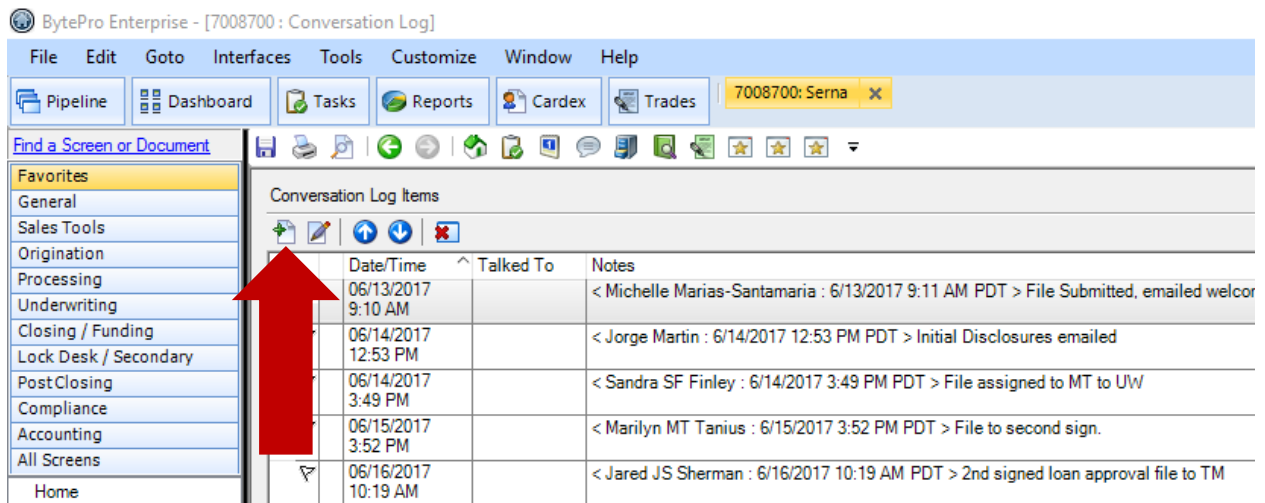 BytePro Enterprise - [7008700 : Conversation Log]
File Edit Goto Interfaces Tools Customize Window Help
Pipeline Dashboard Tasks Reports Cardex Trades 7008700: Serna
Find a Screen or Document
Favorites
General
Sales Tools
Origination
Processing
Underwriting
Closing / Funding
Lock Desk / Secondary
PostClosing
Compliance
Accounting
All Screens
Home
Conversation Log Items
Date/Time Talked To Notes
06/13/2017 < Michelle Marias-Santamaria : 6/13/2017 9:11 AM PDT > File Submitted, emailed
9:10 AM
06/14/2017 < Jorge Martin : 6/14/2017 12:53 PM PDT > Initial Disclosures emailed
12:53 PM
06/14/2017 < Sandra SF Finley : 6/14/2017 3:49 PM PDT > File assigned to MT to UW
3:49 PM
06/15/2017 < Marilyn MT Tanius : 6/15/2017 3:52 PM PDT > File to second sign.
3:52 PM
06/16/2017 < Jared JS Sherman : 6/16/2017 10:19 AM PDT > 2nd signed loan approval file to TM
10:19 AM